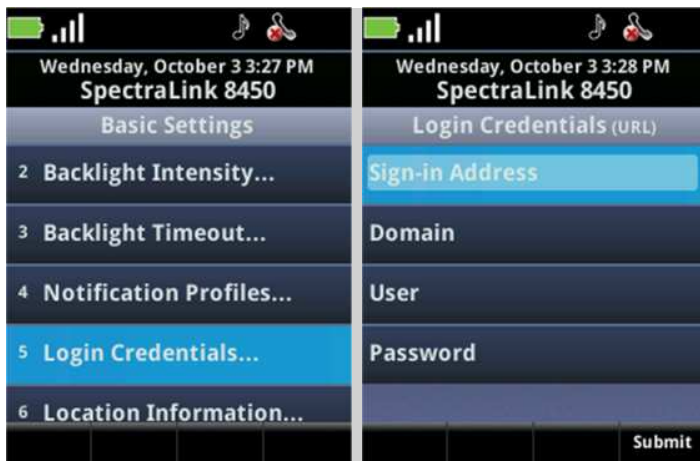 Wednesday, October 3 3:27 PM
SpectraLink 8450
Basic Settings
2 Backlight Intensity...
3 Backlight Timeout...
4 Notification Profiles...
5 Login Credentials...
6 Location Information...
Wednesday, October 3 3:28 PM
SpectraLink 8450
Login Credentials (URL)
Sign-in Address
Domain
User
Password
Submit